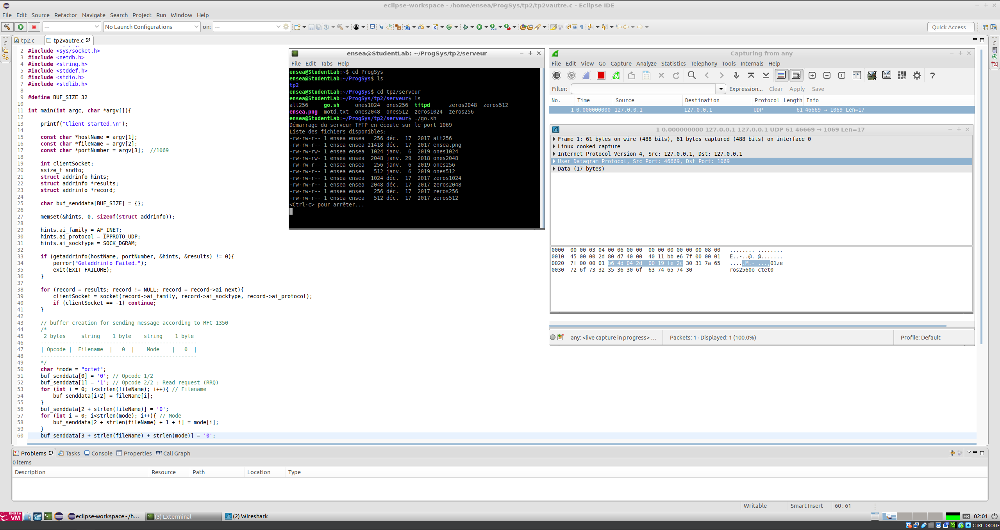 eclipse-workspace - /home/ensea/ProgSys/tp2/tp2vautre.c - Eclipse IDE
File Edit Source Refactor Navigate Search Project Run Window Help
--- No Launch Configurations on: --- Quick Access
tp2.c tp2vautre.c
2 #include <sys/socket.h>
3 #include <netdb.h>
4 #include <string.h>
5 #include <stddef.h>
6 #include <stdio.h>
7 #include <stdlib.h>
8
9 #define BUF_SIZE 32
10
11 int main(int argc, char *argv[]){
12
13 printf("Client started.\n");
14
15 const char *hostName = argv[1];
16 const char *fileName = argv[2];
17 const char *portNumber = argv[3]; //1069
18
19 int clientSocket;
20 ssize_t sndto;
21 struct addrinfo hints;
22 struct addrinfo *results;
23 struct addrinfo *record;
24
25 char buf_senddata[BUF_SIZE] = {};
26
27 memset(&hints, 0, sizeof(struct addrinfo));
28
29 hints.ai_family = AF_INET;
30 hints.ai_protocol = IPPROTO_UDP;
31 hints.ai_socktype = SOCK_DGRAM;
32
33 if (getaddrinfo(hostName, portNumber, &hints, &results) != 0){
34 perror("Getaddrinfo Failed.");
35 exit(EXIT_FAILURE);
36 }
37
38 for (record = results; record != NULL; record = record->ai_next){
39 clientSocket = socket(record->ai_family, record->ai_socktype, record->ai_protocol);
40 if (clientSocket == -1) continue;
41 }
42
43 // buffer creation for sending message according to RFC 1350
44 /*
45 2 bytes string 1 byte string 1 byte
46 --------------------------------------------------
47 | Opcode | Filename | 0 | Mode | 0 |
48 --------------------------------------------------
49 */
50 char *mode = "octet";
51 buf_senddata[0] = '0'; // Opcode 1/2
52 buf_senddata[1] = '1'; // Opcode 2/2 : Read request (RRQ)
53 for (int i = 0; i<strlen(fileName); i++){ // Filename
54 buf_senddata[i+2] = fileName[i];
55 }
56 buf_senddata[2 + strlen(fileName)] = '0';
57 for (int i = 0; i<strlen(mode); i++){ // Mode
58 buf_senddata[2 + strlen(fileName) + 1 + i] = mode[i];
59 }
60 buf_senddata[3 + strlen(fileName) + strlen(mode)] = '0';
ensea@StudentLab: ~/ProgSys/tp2/serveur
File Edit Tabs Help
ensea@StudentLab:~$ cd ProgSys
ensea@StudentLab:~/ProgSys$ ls
tp2
ensea@StudentLab:~/ProgSys$ cd tp2/serveur
ensea@StudentLab:~/ProgSys/tp2/serveur$ ls
alt256 go.sh ones1024 ones256 tftpd zeros2048 zeros512
ensea.png motd.txt ones2048 ones512 zeros1024 zeros256
ensea@StudentLab:~/ProgSys/tp2/serveur$ ./go.sh
Démarrage du serveur TFTP en écoute sur le port 1069
Liste des fichiers disponibles:
-rw-rw-r-- 1 ensea ensea 256 déc. 17 2017 alt256
-rw-rw-r-- 1 ensea ensea 21418 déc. 17 2017 ensea.png
-rw-rw-rw- 1 ensea ensea 1024 janv. 6 2019 ones1024
-rw-rw-rw- 1 ensea ensea 2048 janv. 29 2018 ones2048
-rw-rw-r-- 1 ensea ensea 256 janv. 6 2019 ones256
-rw-rw-r-- 1 ensea ensea 512 janv. 6 2019 ones512
-rw-rw-r-- 1 ensea ensea 1024 déc. 17 2017 zeros1024
-rw-rw-r-- 1 ensea ensea 2048 déc. 17 2017 zeros2048
-rw-rw-r-- 1 ensea ensea 256 déc. 17 2017 zeros256
-rw-rw-r-- 1 ensea ensea 512 déc. 17 2017 zeros512
<Ctrl-c> pour arrêter...
Capturing from any
File Edit View Go Capture Analyze Statistics Telephony Tools Internals Help
Filter: Expression... Clear Apply Save
No. Time Source Destination Protocol Length Info
1 0.000000000 127.0.0.1 127.0.0.1 UDP 61 46669 → 1069 Len=17
1 0.000000000 127.0.0.1 127.0.0.1 UDP 61 46669 → 1069 Len=17
Frame 1: 61 bytes on wire (488 bits), 61 bytes captured (488 bits) on interface 0
Linux cooked capture
Internet Protocol Version 4, Src: 127.0.0.1, Dst: 127.0.0.1
User Datagram Protocol, Src Port: 46669, Dst Port: 1069
Data (17 bytes)
0000 00 00 03 04 00 06 00 00 00 00 00 00 00 00 08 00 ........ ........
0010 45 00 00 2d 80 d7 40 00 40 11 bb e6 7f 00 00 01 E..-..@. @.......
0020 7f 00 00 01 b6 4d 04 2d 00 19 fe 2c 30 31 7a 65 .....M.- ...,01ze
0030 72 6f 73 32 35 36 30 6f 63 74 65 74 30 ros2560o ctet0
any: <live capture in progress> ... Packets: 1 · Displayed: 1 (100,0%) Profile: Default
Problems Tasks Console Properties Call Graph
0 items
Description Resource Path Location Type
Writable Smart Insert 60 : 61
ENSEA VM eclipse-workspace - /h... (3) Lxterminal (2) Wireshark FR 02:01
CTRL DROITE